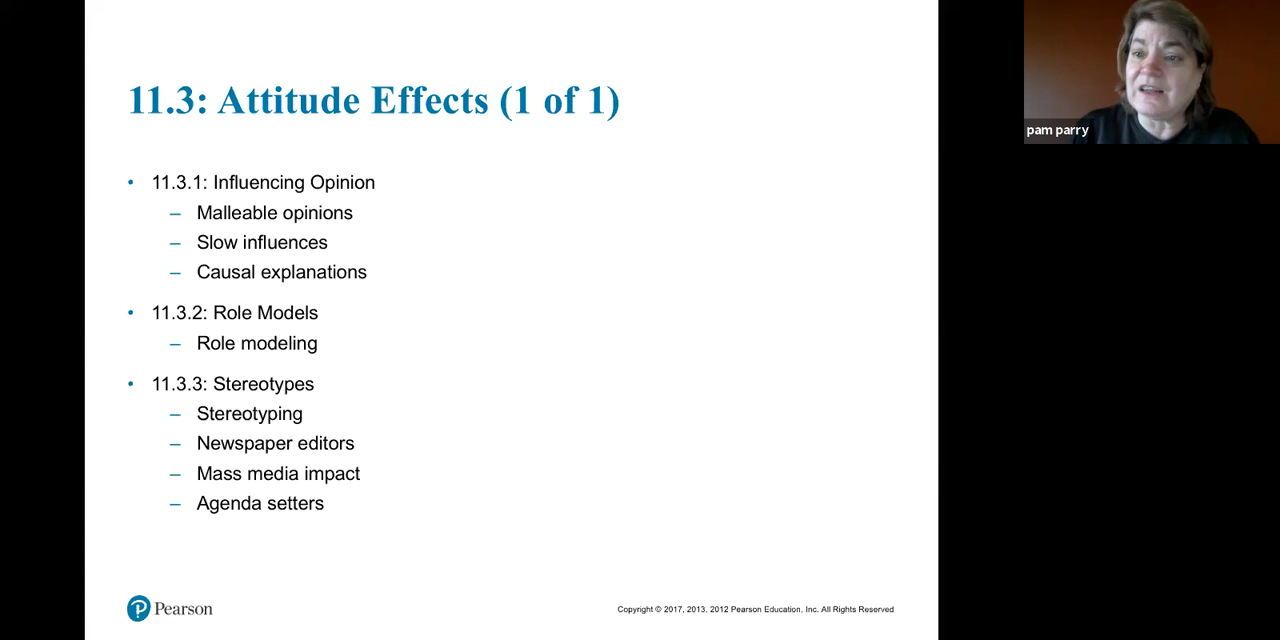 11.3: Attitude Effects (1 of 1)
pam parry
• 11.3.1: Influencing Opinion
– Malleable opinions
– Slow influences
– Causal explanations
• 11.3.2: Role Models
– Role modeling
• 11.3.3: Stereotypes
– Stereotyping
– Newspaper editors
– Mass media impact
– Agenda setters
P Pearson
Copyright © 2017, 2013, 2012 Pearson Education, Inc. All Rights Reserved